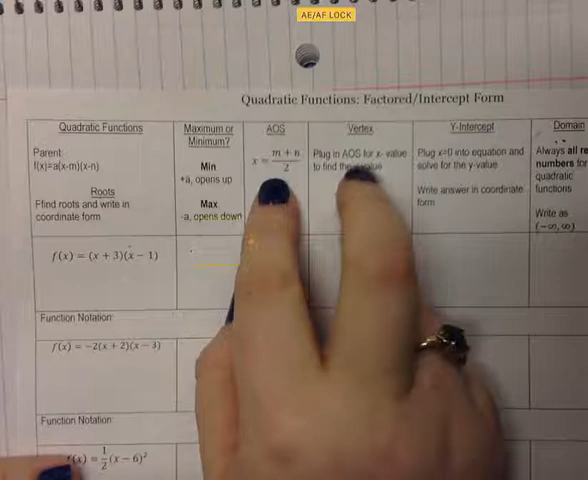 AE/AF LOCK
Quadratic Functions: Factored/Intercept Form
Quadratic Functions
Parent:
f(x)=a(x-m)(x-n)
Roots
Find roots and write in
coordinate form
Maximum or
Minimum?
Min
+a, opens up
Max
-a, opens down
AOS
x = m + n / 2
Vertex
Plug in AOS for x- value
to find the
Y-Intercept
Plug x=0 into equation and
solve for the y-value
Write answer in coordinate
form
Domain
Always all re
numbers for
quadratic
functions
Write as
(−∞, ∞)
f(x) = (x + 3)(x − 1)
Function Notation:
f(x) = −2(x + 2)(x − 3)
Function Notation:
f(x) = 1/2 (x − 6)²